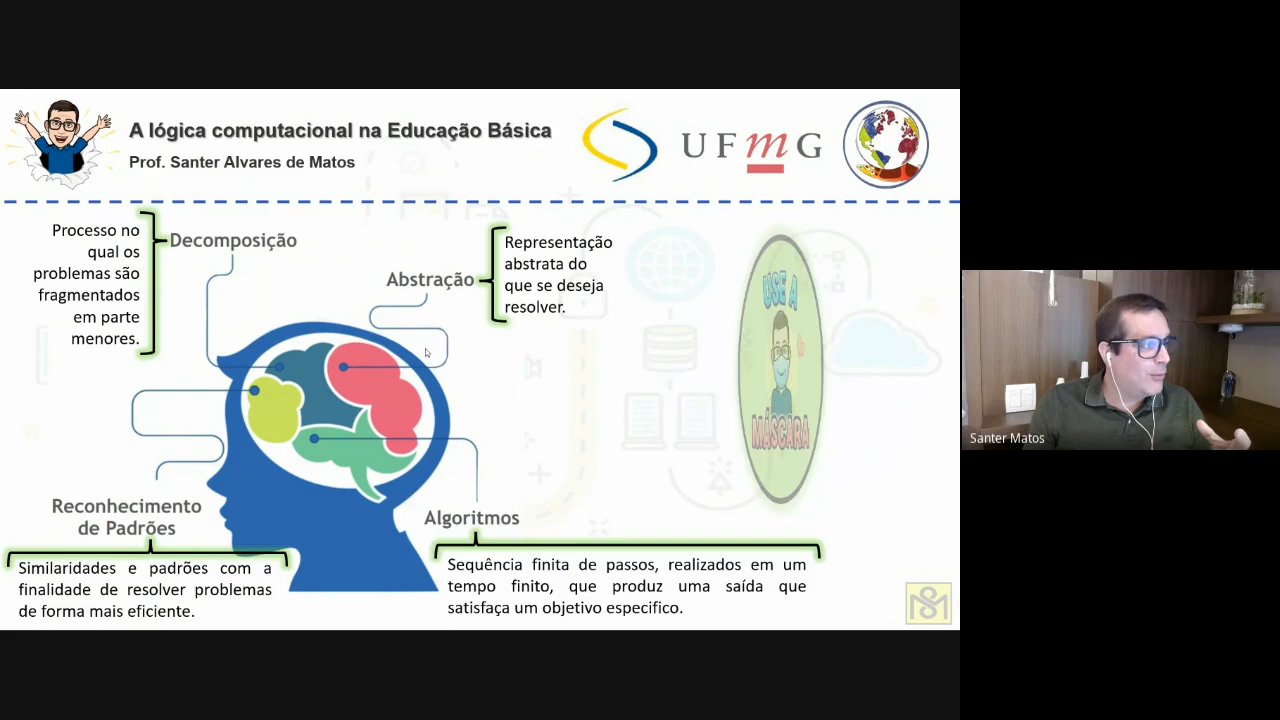 A lógica computacional na Educação Básica
Prof. Santer Alvares de Matos
UFmG
Processo no
qual os
problemas são
fragmentados
em parte
menores.
Decomposição
Abstração
Representação
abstrata do
que se deseja
resolver.
USE A
MÁSCARA
Reconhecimento
de Padrões
Similaridades e padrões com a
finalidade de resolver problemas
de forma mais eficiente.
Algoritmos
Sequência finita de passos, realizados em um
tempo finito, que produz uma saída que
satisfaça um objetivo especifico.
Santer Matos